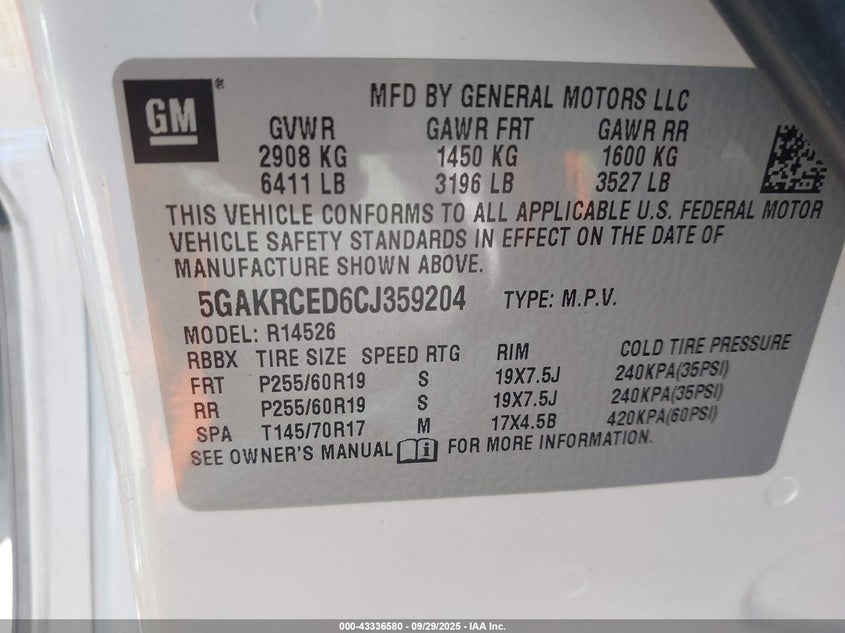 GM®
MFD BY GENERAL MOTORS LLC
GVWR GAWR FRT GAWR RR
2908 KG 1450 KG 1600 KG
6411 LB 3196 LB 3527 LB
THIS VEHICLE CONFORMS TO ALL APPLICABLE U.S. FEDERAL MOTOR
VEHICLE SAFETY STANDARDS IN EFFECT ON THE DATE OF
MANUFACTURE SHOWN ABOVE.
5GAKRCED6CJ359204 TYPE: M.P.V.
MODEL: R14526
RBBX TIRE SIZE SPEED RTG RIM COLD TIRE PRESSURE
FRT P255/60R19 S 19X7.5J 240KPA(35PSI)
RR P255/60R19 S 19X7.5J 240KPA(35PSI)
SPA T145/70R17 M 17X4.5B 420KPA(60PSI)
SEE OWNER'S MANUAL i FOR MORE INFORMATION.
000-43336580 - 09/29/2025 - IAA Inc.